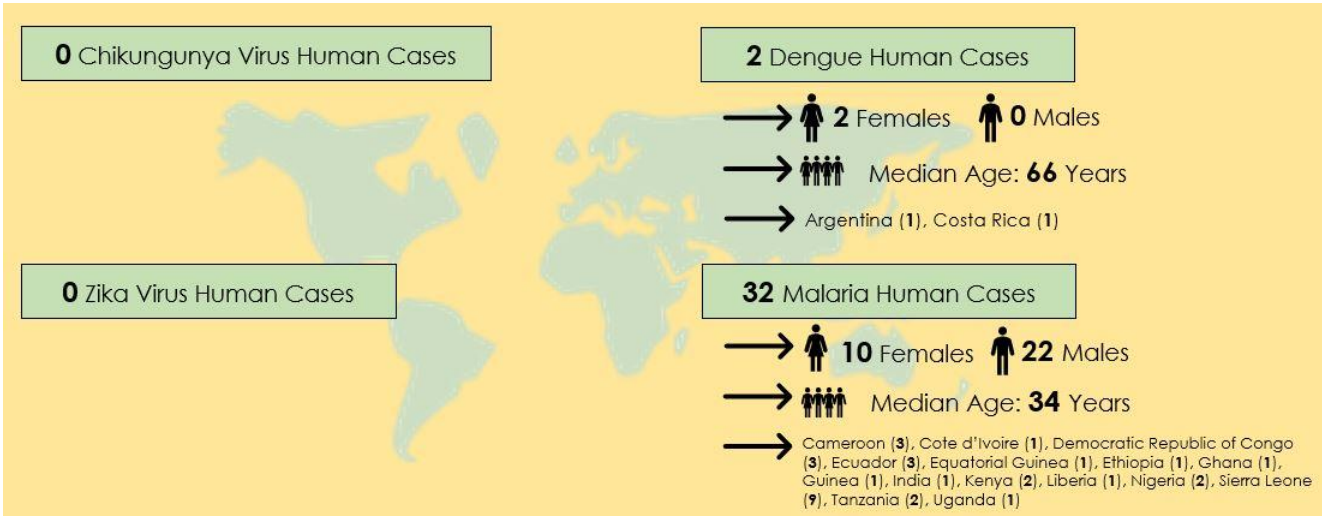 0 Chikungunya Virus Human Cases
2 Dengue Human Cases
2 Females 0 Males
Median Age: 66 Years
Argentina (1), Costa Rica (1)
0 Zika Virus Human Cases
32 Malaria Human Cases
10 Females 22 Males
Median Age: 34 Years
Cameroon (3), Cote d'Ivoire (1), Democratic Republic of Congo
(3), Ecuador (3), Equatorial Guinea (1), Ethiopia (1), Ghana (1),
Guinea (1), India (1), Kenya (2), Liberia (1), Nigeria (2), Sierra Leone
(9), Tanzania (2), Uganda (1)